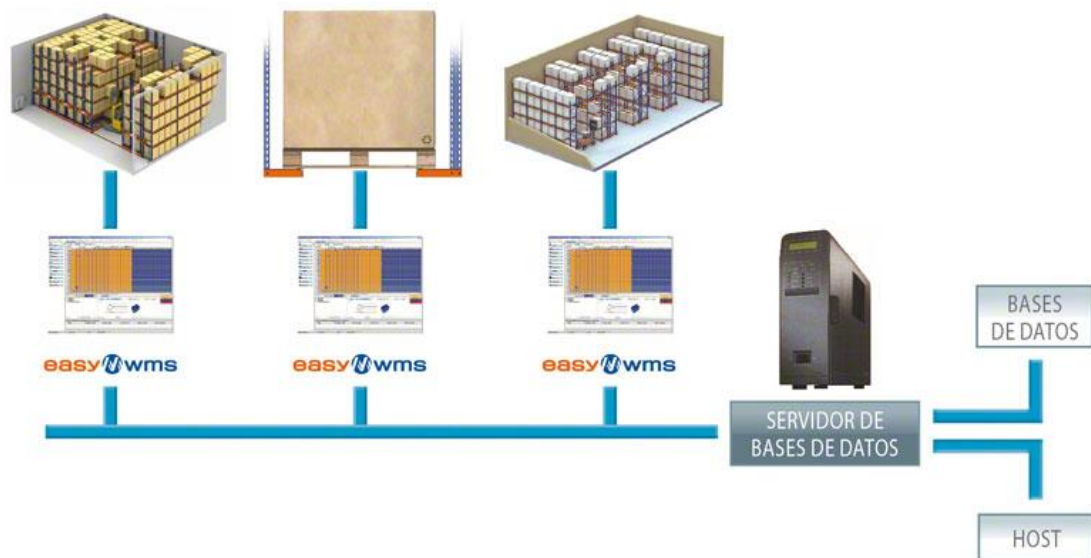 easy wms
easy wms
easy wms
BASES
DE DATOS
SERVIDOR DE
BASES DE DATOS
HOST